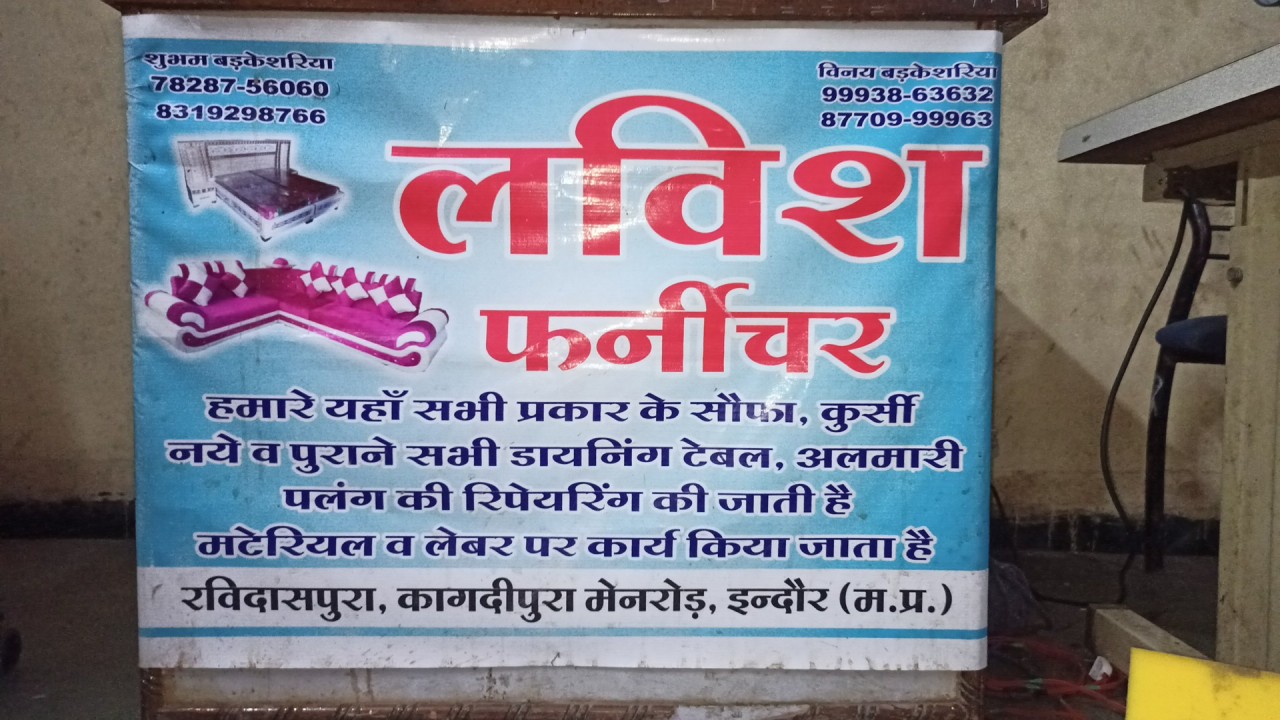 शुभम बड़केशरिया
78287-56060
8319298766
विनय बड़केशरिया
99938-63632
87709-99963
लविश
फर्नीचर
हमारे यहाँ सभी प्रकार के सौफा, कुर्सी
नये व पुराने सभी डायनिंग टेबल, अलमारी
पलंग की रिपेयरिंग की जाती है
मटेरियल व लेबर पर कार्य किया जाता है
रविदासपुरा, कागदीपुरा मेनरोड़, इन्दौर (म.प्र.)